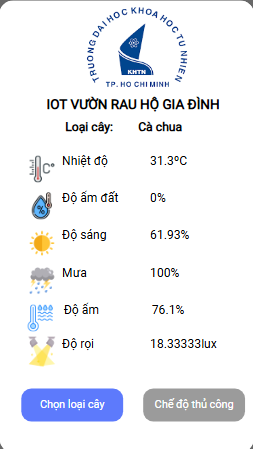 TRUONG DAI HOC KHOA HOC TU NHIEN
KHTN
TP. HO CHI MINH
IOT VƯỜN RAU HỘ GIA ĐÌNH
Loại cây: Cà chua
C°
Nhiệt độ 31.3ºC
%
Độ ẩm đất 0%
Độ sáng 61.93%
Mưa 100%
Độ ẩm 76.1%
Độ rọi 18.33333lux
Chọn loại cây Chế độ thủ công